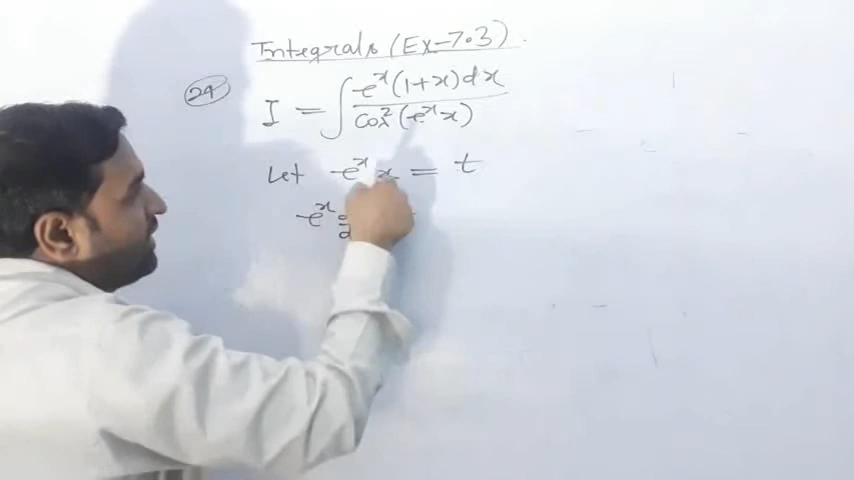 Integrals (Ex-7.3).
24 I = ∫ e^x (1+x) dx / Cos² (e^x x)
Let e^x x = t
e^x d